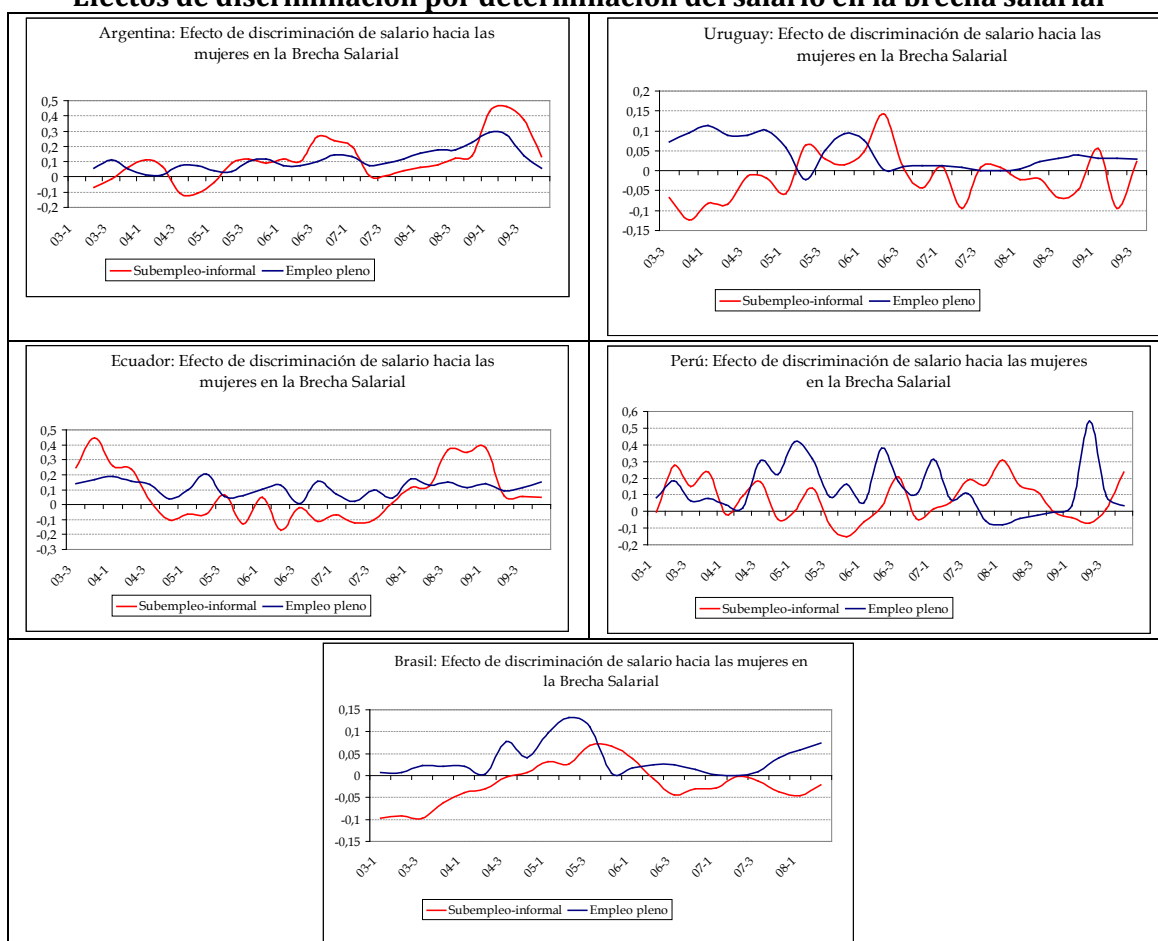 Efectos de discriminación por determinación del salario en la brecha salarial
Argentina: Efecto de discriminación de salario hacia las
mujeres en la Brecha Salarial
0,5
0,4
0,3
0,2
0,1
0
-0,1
-0,2
03-1 03-3 04-1 04-3 05-1 05-3 06-1 06-3 07-1 07-3 08-1 08-3 09-1 09-3
Subempleo-informal Empleo pleno
Uruguay: Efecto de discriminación de salario hacia las
mujeres en la Brecha Salarial
0,2
0,15
0,1
0,05
0
-0,05
-0,1
-0,15
03-3 04-1 04-3 05-1 05-3 06-1 06-3 07-1 07-3 08-1 08-3 09-1 09-3
Subempleo-informal Empleo pleno
Ecuador: Efecto de discriminación de salario hacia las
mujeres en la Brecha Salarial
0,5
0,4
0,3
0,2
0,1
0
-0,1
-0,2
-0,3
03-3 04-1 04-3 05-1 05-3 06-1 06-3 07-1 07-3 08-1 08-3 09-1 09-3
Subempleo-informal Empleo pleno
Perú: Efecto de discriminación de salario hacia las mujeres
en la Brecha Salarial
0,6
0,5
0,4
0,3
0,2
0,1
0
-0,1
-0,2
03-1 03-3 04-1 04-3 05-1 05-3 06-1 06-3 07-1 07-3 08-1 08-3 09-1 09-3
Subempleo-informal Empleo pleno
Brasil: Efecto de discriminación de salario hacia las mujeres en
la Brecha Salarial
0,15
0,1
0,05
0
-0,05
-0,1
-0,15
03-1 03-3 04-1 04-3 05-1 05-3 06-1 06-3 07-1 07-3 08-1
Subempleo-informal Empleo pleno